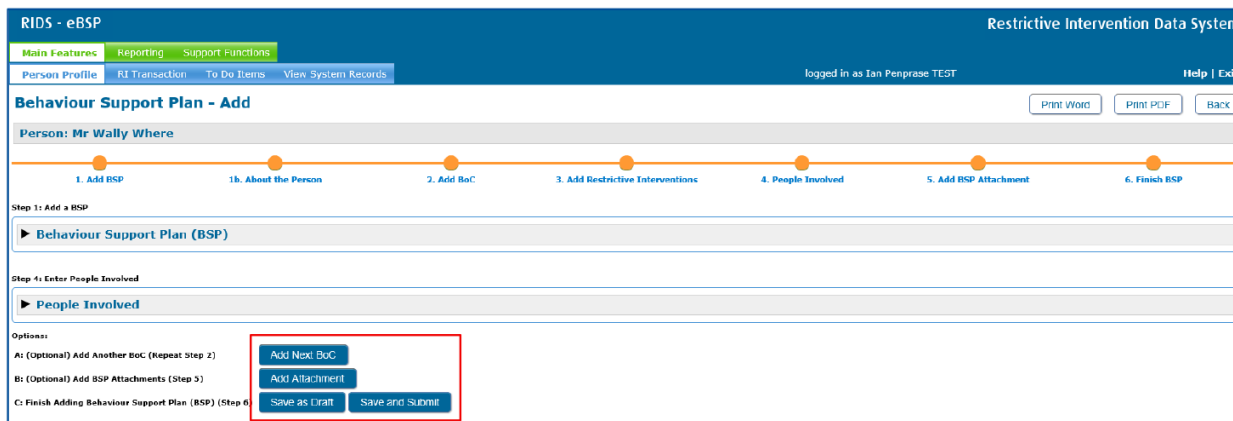 RIDS - eBSP
Restrictive Intervention Data System
Main Features Reporting Support Functions
Person Profile RI Transaction To Do Items View System Records logged in as Ian Penprase TEST Help | Exi
Behaviour Support Plan - Add Print Word Print PDF Back
Person: Mr Wally Where
1. Add BSP 1b. About the Person 2. Add BoC 3. Add Restrictive Interventions 4. People Involved 5. Add BSP Attachment 6. Finish BSP
Step 1: Add a BSP
▶ Behaviour Support Plan (BSP)
Step 4: Enter People Involved
▶ People Involved
Options:
A: (Optional) Add Another BoC (Repeat Step 2) Add Next BoC
B: (Optional) Add BSP Attachments (Step 5) Add Attachment
C: Finish Adding Behaviour Support Plan (BSP) (Step 6) Save as Draft Save and Submit